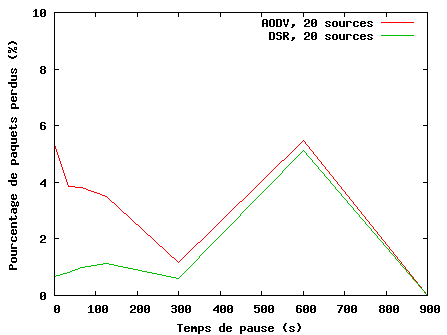 10
AODV, 20 sources
DSR, 20 sources
8
6
4
2
0
Pourcentage de paquets perdus (%)
0 100 200 300 400 500 600 700 800 900
Temps de pause (s)